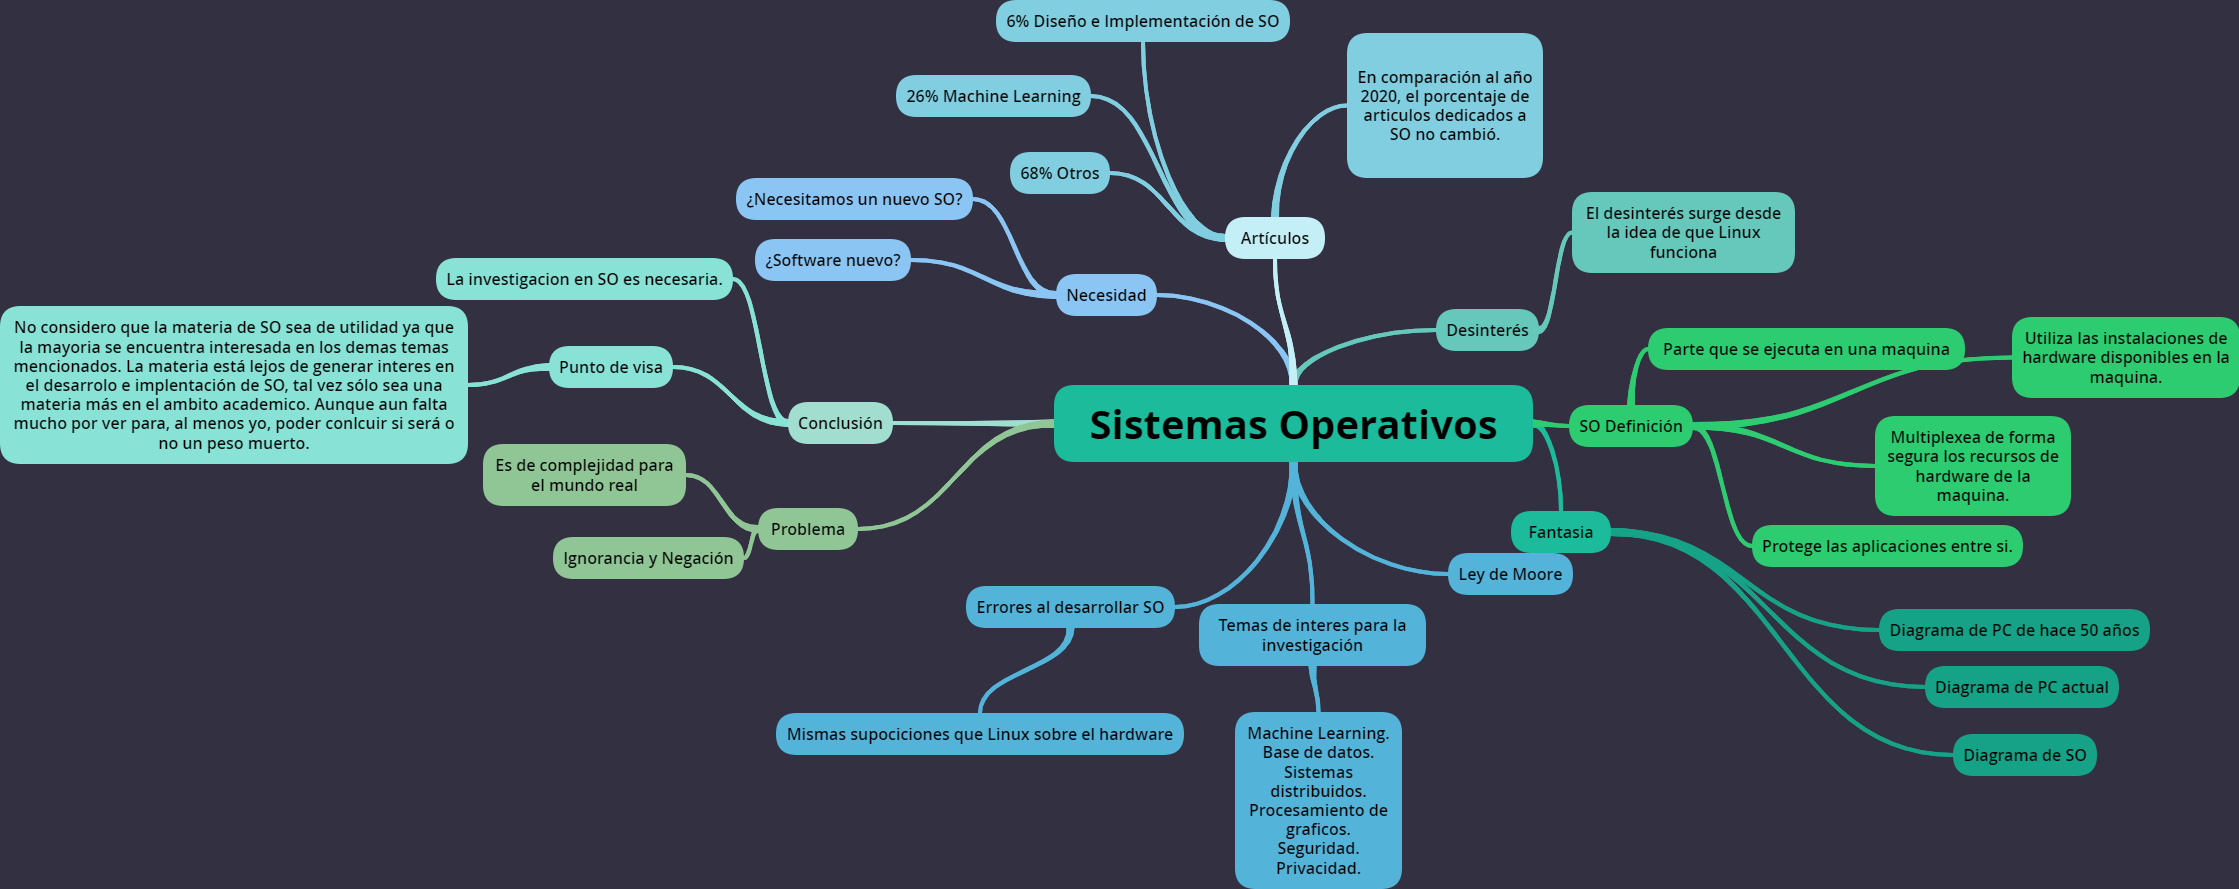 6% Diseño e Implementación de SO
En comparación al año
2020, el porcentaje de
articulos dedicados a
SO no cambió.
26% Machine Learning
68% Otros
Artículos
¿Necesitamos un nuevo SO?
¿Software nuevo?
Necesidad
El desinterés surge desde
la idea de que Linux
funciona
Desinterés
La investigacion en SO es necesaria.
No considero que la materia de SO sea de utilidad ya que
la mayoria se encuentra interesada en los demas temas
mencionados. La materia está lejos de generar interes en
el desarrolo e implentación de SO, tal vez sólo sea una
materia más en el ambito academico. Aunque aun falta
mucho por ver para, al menos yo, poder conlcuir si será o
no un peso muerto.
Punto de visa
Conclusión
Sistemas Operativos
SO Definición
Parte que se ejecuta en una maquina
Utiliza las instalaciones de
hardware disponibles en la
maquina.
Multiplexea de forma
segura los recursos de
hardware de la
maquina.
Protege las aplicaciones entre si.
Es de complejidad para
el mundo real
Ignorancia y Negación
Problema
Fantasia
Ley de Moore
Diagrama de PC de hace 50 años
Diagrama de PC actual
Diagrama de SO
Errores al desarrollar SO
Mismas supociciones que Linux sobre el hardware
Temas de interes para la
investigación
Machine Learning.
Base de datos.
Sistemas
distribuidos.
Procesamiento de
graficos.
Seguridad.
Privacidad.